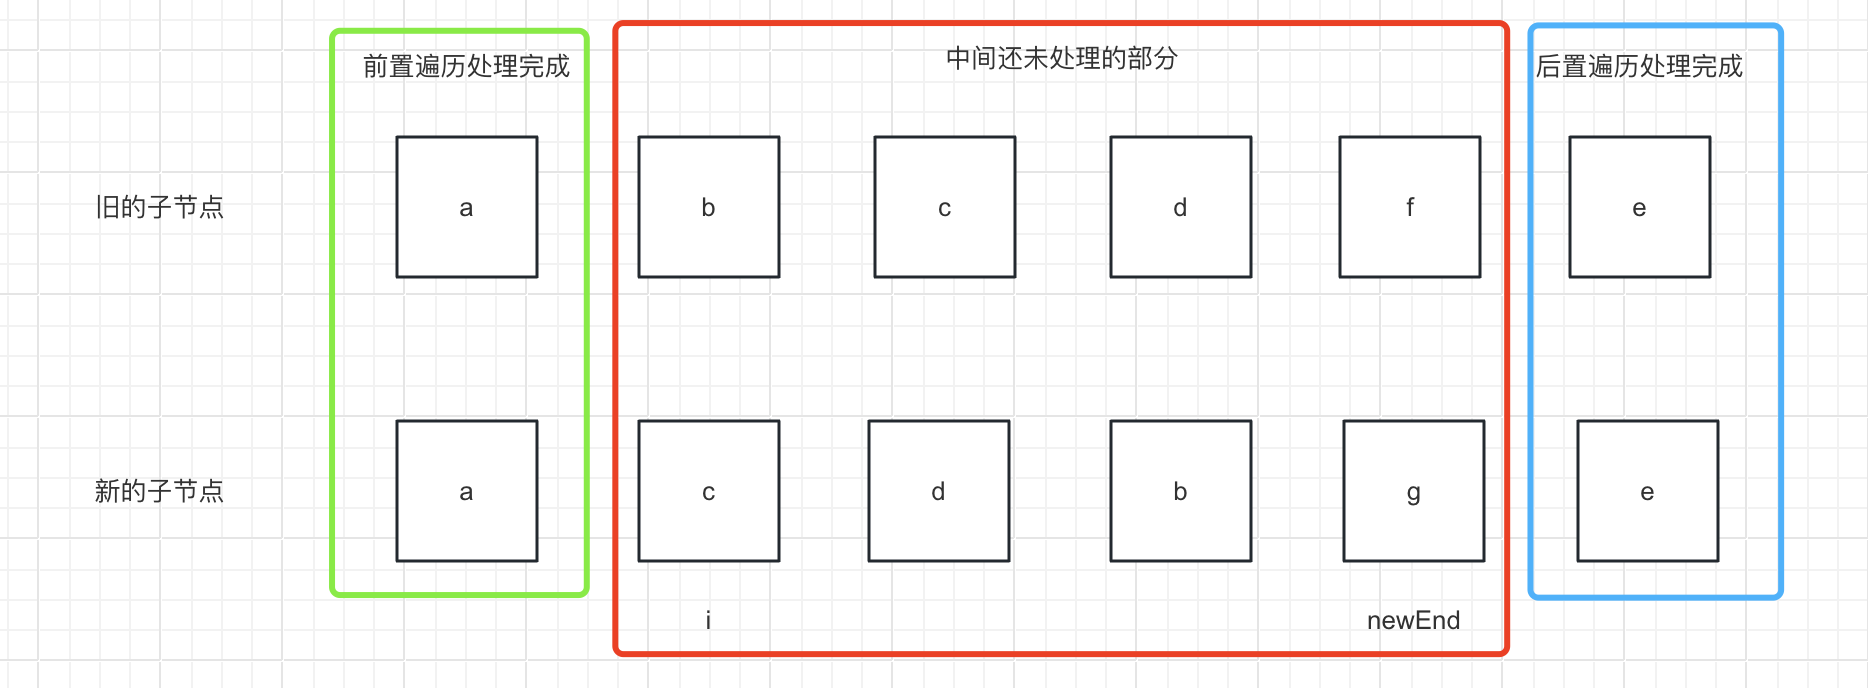 前置遍历处理完成
中间还未处理的部分
后置遍历处理完成
旧的子节点
a
b
c
d
f
e
新的子节点
a
c
d
b
g
e
i
newEnd